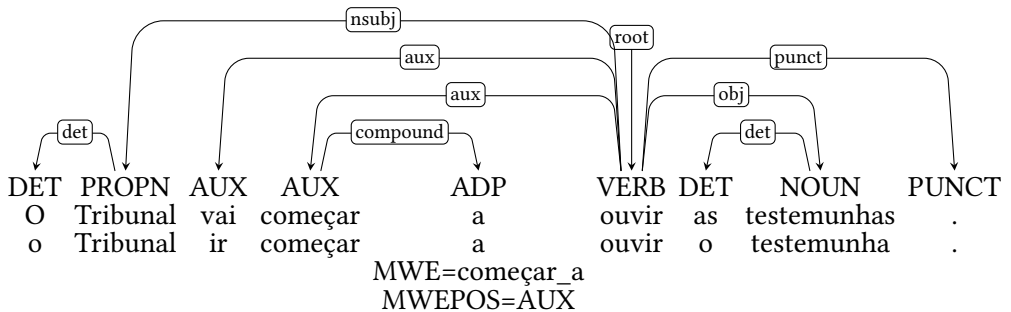 nsubj
root
aux
punct
aux
obj
det
compound
det
DET PROPN AUX AUX ADP VERB DET NOUN PUNCT
O Tribunal vai começar a ouvir as testemunhas .
o Tribunal ir começar a ouvir o testemunha .
MWE=começar_a
MWEPOS=AUX